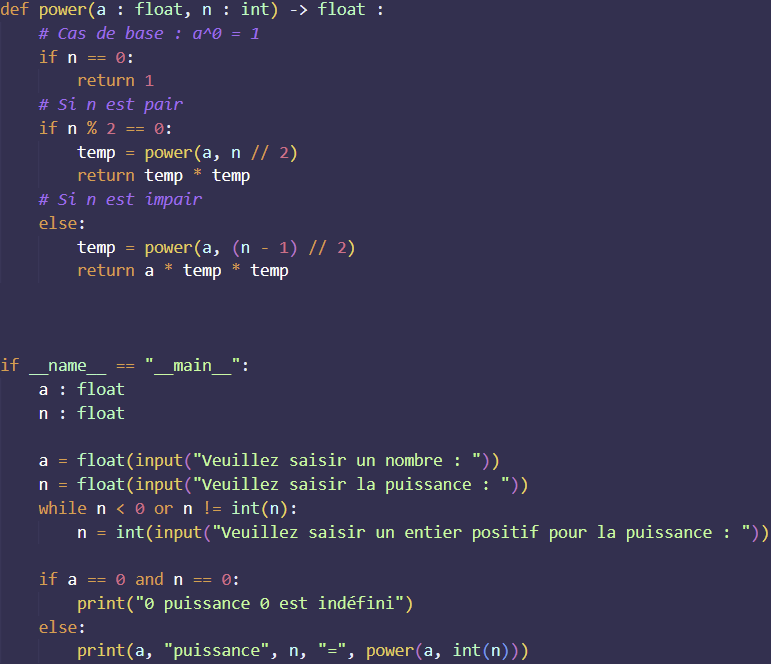 def power(a : float, n : int) -> float :
    # Cas de base : a^0 = 1
    if n == 0:
        return 1
    # Si n est pair
    if n % 2 == 0:
        temp = power(a, n // 2)
        return temp * temp
    # Si n est impair
    else:
        temp = power(a, (n - 1) // 2)
        return a * temp * temp
if __name__ == "__main__":
    a : float
    n : float
    a = float(input("Veuillez saisir un nombre : "))
    n = float(input("Veuillez saisir la puissance : "))
    while n < 0 or n != int(n):
        n = int(input("Veuillez saisir un entier positif pour la puissance : "))
    if a == 0 and n == 0:
        print("0 puissance 0 est indéfini")
    else:
        print(a, "puissance", n, "=", power(a, int(n)))